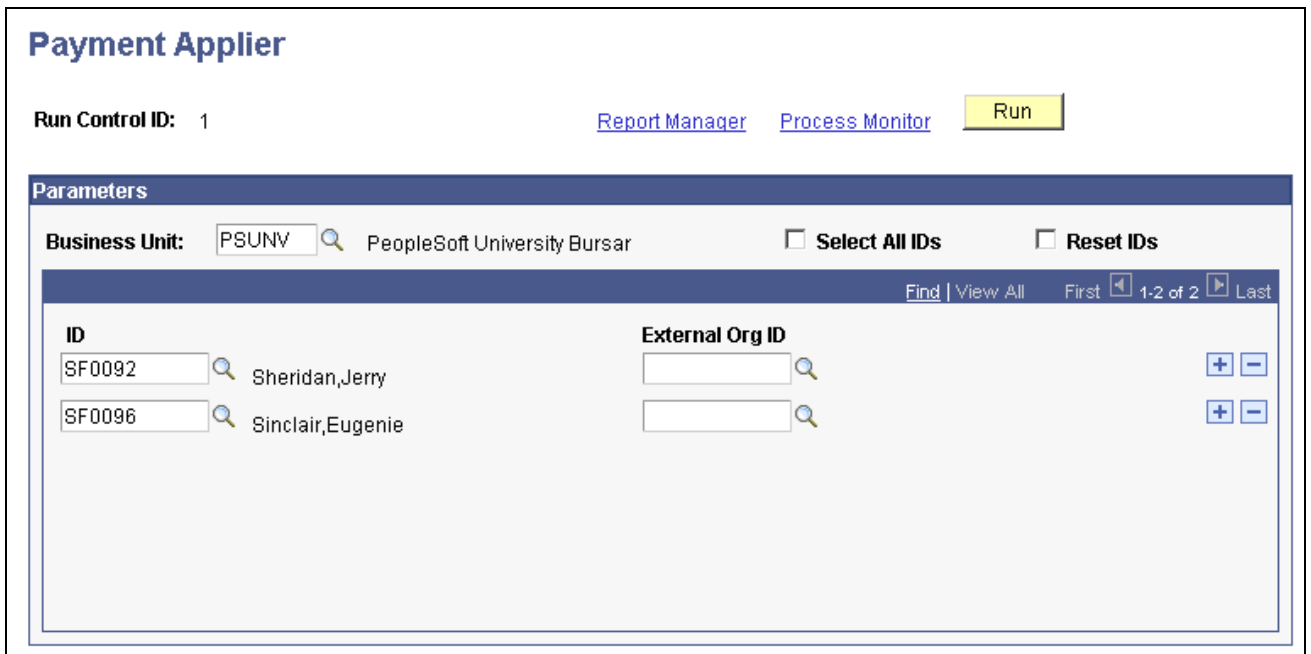 Payment Applier
Run Control ID: 1 Report Manager Process Monitor Run
Parameters
Business Unit: PSUNV PeopleSoft University Bursar Select All IDs Reset IDs
Find | View All First 1-2 of 2 Last
ID External Org ID
SF0092 Sheridan,Jerry
SF0096 Sinclair,Eugenie